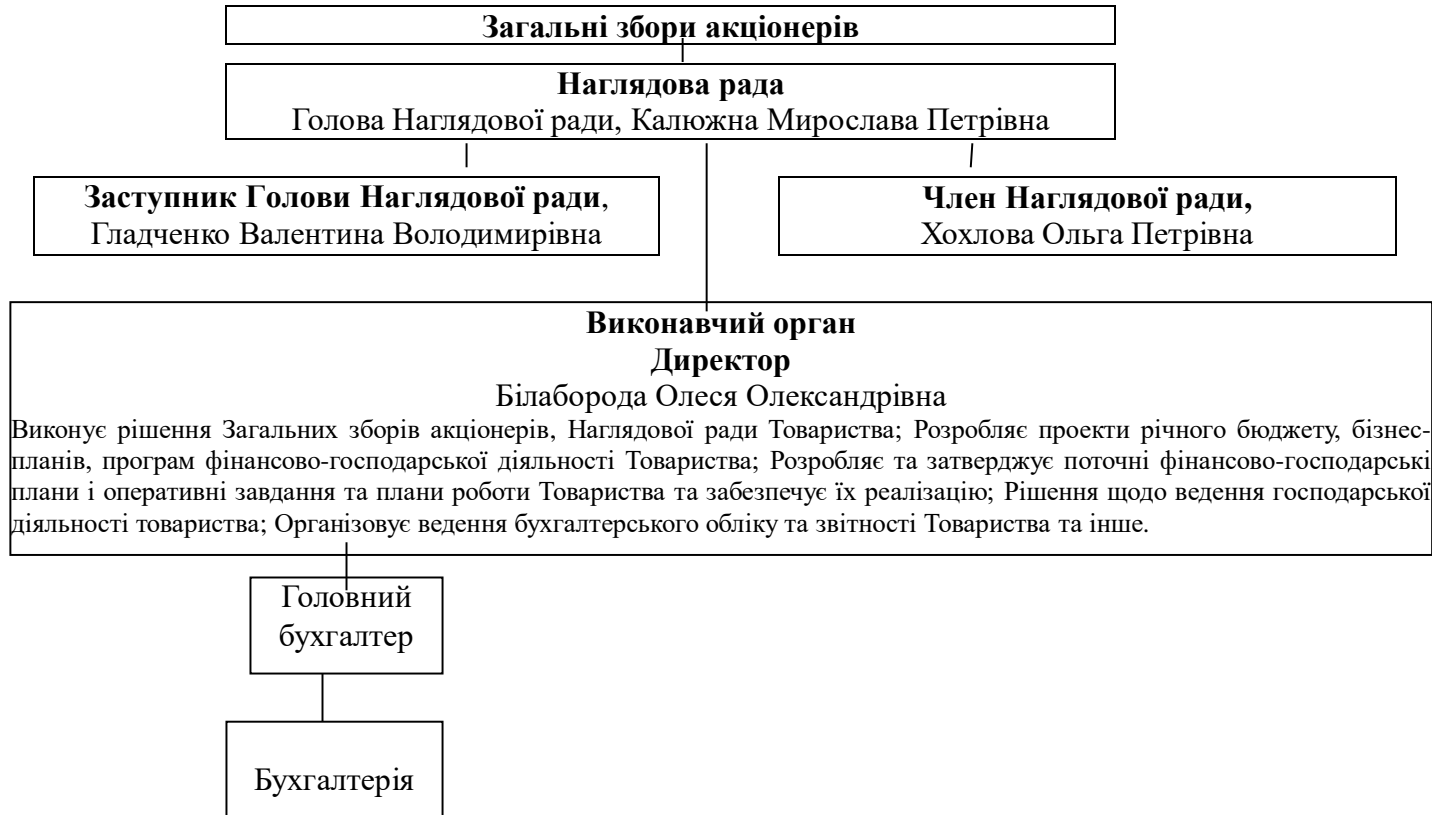 Загальні збори акціонерів
Наглядова рада
Голова Наглядової ради, Калюжна Мирослава Петрівна
Заступник Голови Наглядової ради,
Гладченко Валентина Володимирівна
Член Наглядової ради,
Хохлова Ольга Петрівна
Виконавчий орган
Директор
Білаборода Олеся Олександрівна
Виконує рішення Загальних зборів акціонерів, Наглядової ради Товариства; Розробляє проекти річного бюджету, бізнес-
планів, програм фінансово-господарської діяльності Товариства; Розробляє та затверджує поточні фінансово-господарські
плани і оперативні завдання та плани роботи Товариства та забезпечує їх реалізацію; Рішення щодо ведення господарської
діяльності товариства; Організовує ведення бухгалтерського обліку та звітності Товариства та інше.
Головний
бухгалтер
Бухгалтерія